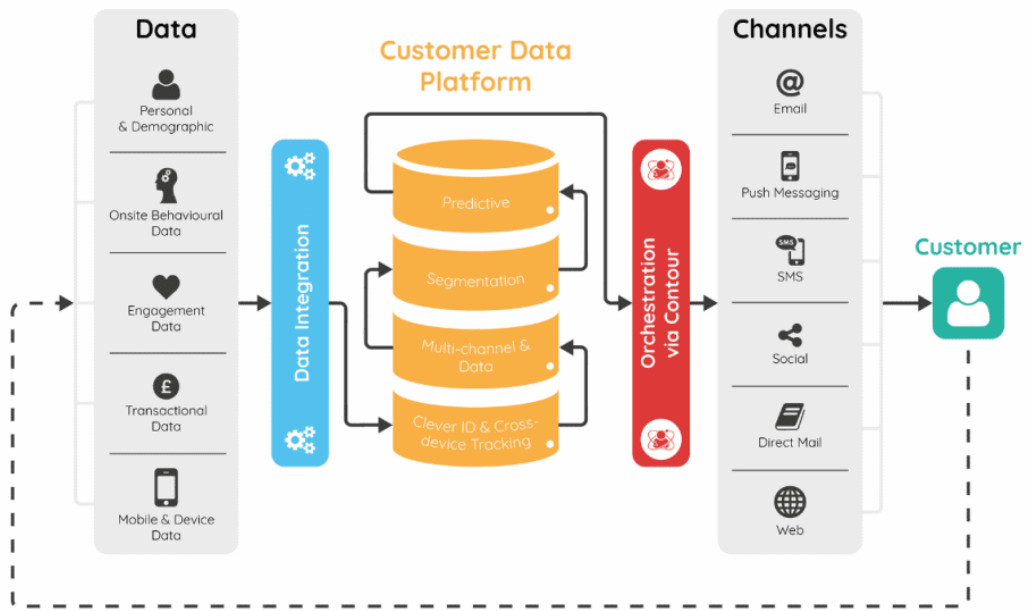 Data
Personal
& Demographic
Onsite Behavioural
Data
Engagement
Data
£
Transactional
Data
Mobile & Device
Data
Data Integration
Customer Data
Platform
Predictive
Segmentation
Multi-channel &
Data
Clever ID & Cross-
device Tracking
Orchestration
via Contour
Channels
@
Email
Push Messaging
SMS
SMS
Social
Direct Mail
Web
Customer